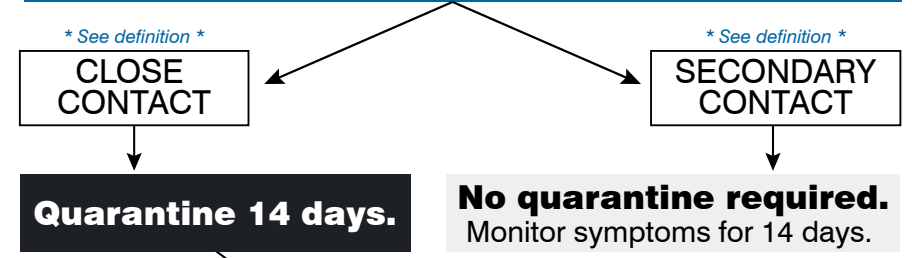 * See definition *
CLOSE
CONTACT
Quarantine 14 days.
* See definition *
SECONDARY
CONTACT
No quarantine required.
Monitor symptoms for 14 days.